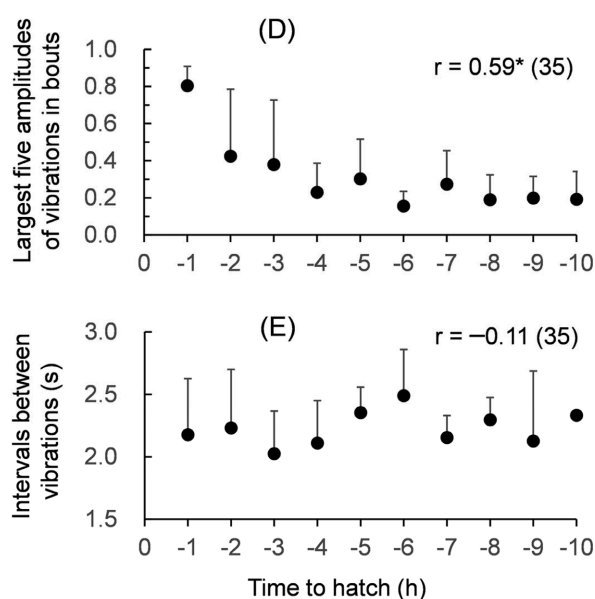 (D)
r = 0.59* (35)
Largest five amplitudes
of vibrations in bouts
1.0
0.8
0.6
0.4
0.2
0.0
0 -1 -2 -3 -4 -5 -6 -7 -8 -9 -10
(E)
r = −0.11 (35)
Intervals between
vibrations (s)
3.0
2.5
2.0
1.5
0 -1 -2 -3 -4 -5 -6 -7 -8 -9 -10
Time to hatch (h)